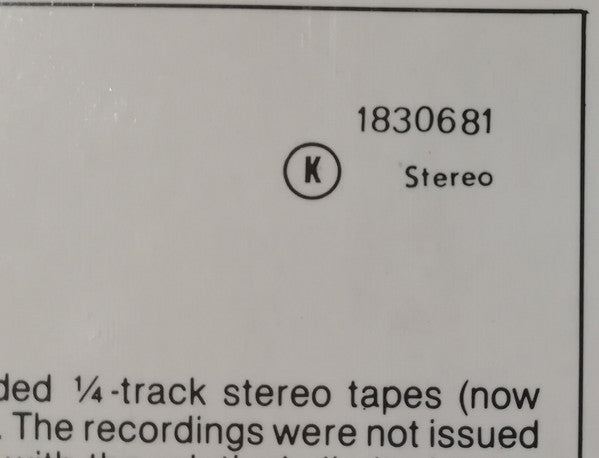 1830681
K
Stereo
ded ¼-track stereo tapes (now
. The recordings were not issued